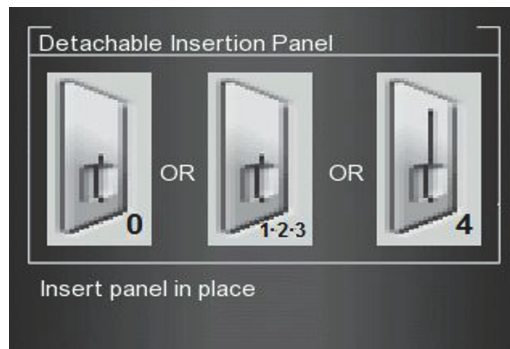 Detachable Insertion Panel
0 OR 1·2·3 OR 4
Insert panel in place